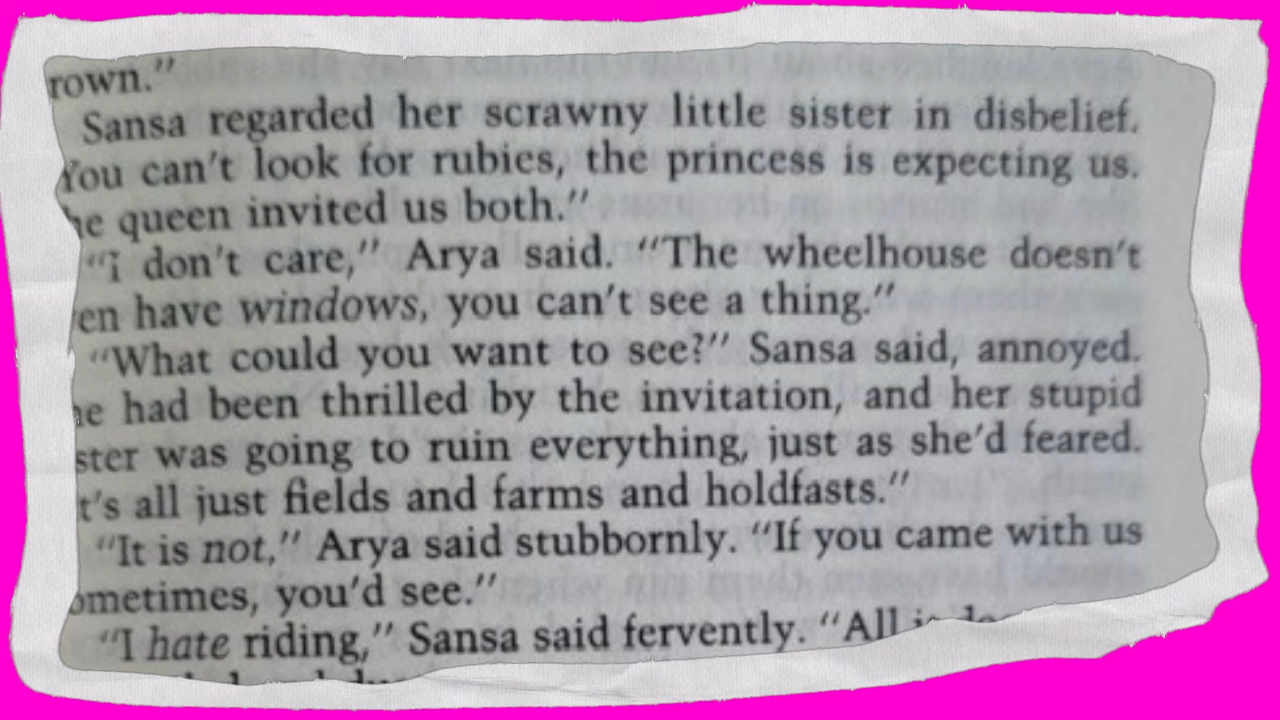 rown.”
Sansa regarded her scrawny little sister in disbelief.
You can’t look for rubies, the princess is expecting us.
he queen invited us both.”
“I don’t care,” Arya said. “The wheelhouse doesn’t
en have windows, you can’t see a thing.”
“What could you want to see?” Sansa said, annoyed.
he had been thrilled by the invitation, and her stupid
ster was going to ruin everything, just as she’d feared.
t’s all just fields and farms and holdfasts.”
“It is not,” Arya said stubbornly. “If you came with us
ometimes, you’d see.”
“I hate riding,” Sansa said fervently. “All